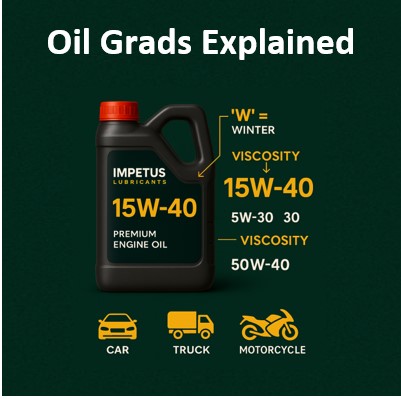 Oil Grads Explained
IMPETUS
LUBRICANTS
15W-40
PREMIUM
ENGINE OIL
'W' =
WINTER
VISCOSITY
15W-40
5W-30 30
VISCOSITY
50W-40
CAR
TRUCK
MOTORCYCLE